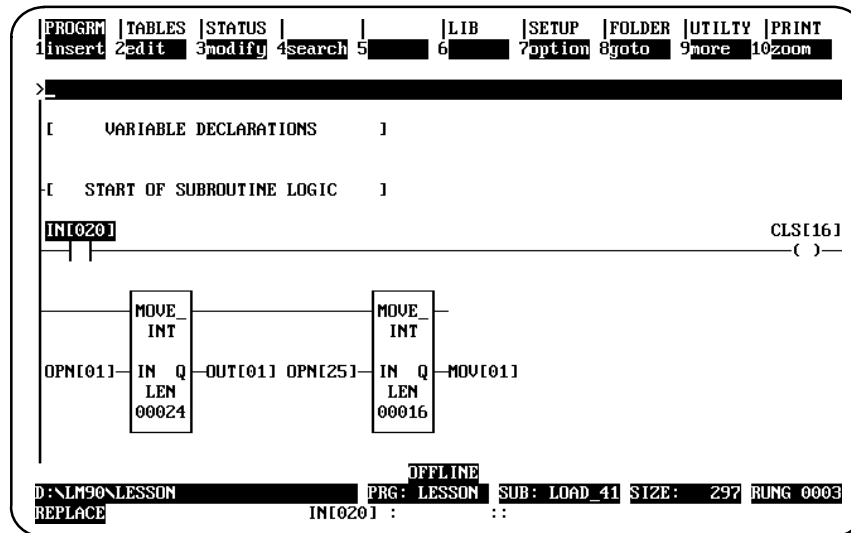 |PROGRM |TABLES |STATUS | | |LIB |SETUP |FOLDER |UTILTY |PRINT
1insert 2edit 3modify 4search 5 6 7option 8goto 9more 10zoom
>_
[ VARIABLE DECLARATIONS ]
[ START OF SUBROUTINE LOGIC ]
IN[020] CLS[16]
( )
MOVE_ MOVE_
INT INT
OPN[01] IN Q OUT[01] OPN[25] IN Q MOV[01]
LEN LEN
00024 00016
OFFLINE
D:\LM90\LESSON PRG: LESSON SUB: LOAD_41 SIZE: 297 RUNG 0003
REPLACE IN[020] : ::